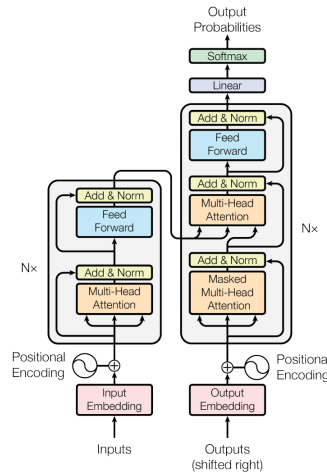 Output
Probabilities
Softmax
Linear
Add & Norm
Feed
Forward
Add & Norm
Multi-Head
Attention
Add & Norm
Masked
Multi-Head
Attention
Nx
Add & Norm
Feed
Forward
Add & Norm
Multi-Head
Attention
Nx
Positional
Encoding
Positional
Encoding
Input
Embedding
Output
Embedding
Inputs
Outputs
(shifted right)